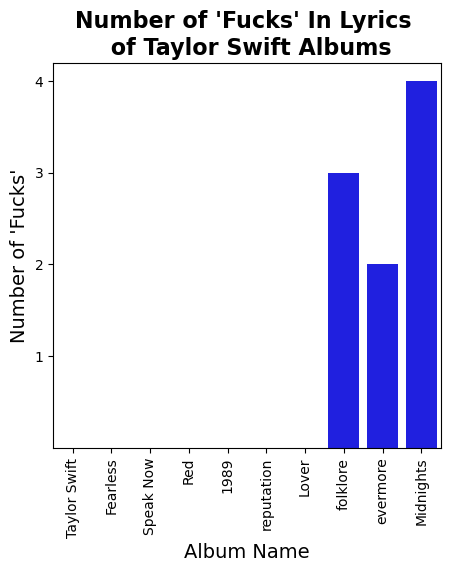 Number of 'Fucks' In Lyrics
of Taylor Swift Albums
Number of 'Fucks'
4
3
2
1
Taylor Swift
Fearless
Speak Now
Red
1989
reputation
Lover
folklore
evermore
Midnights
Album Name